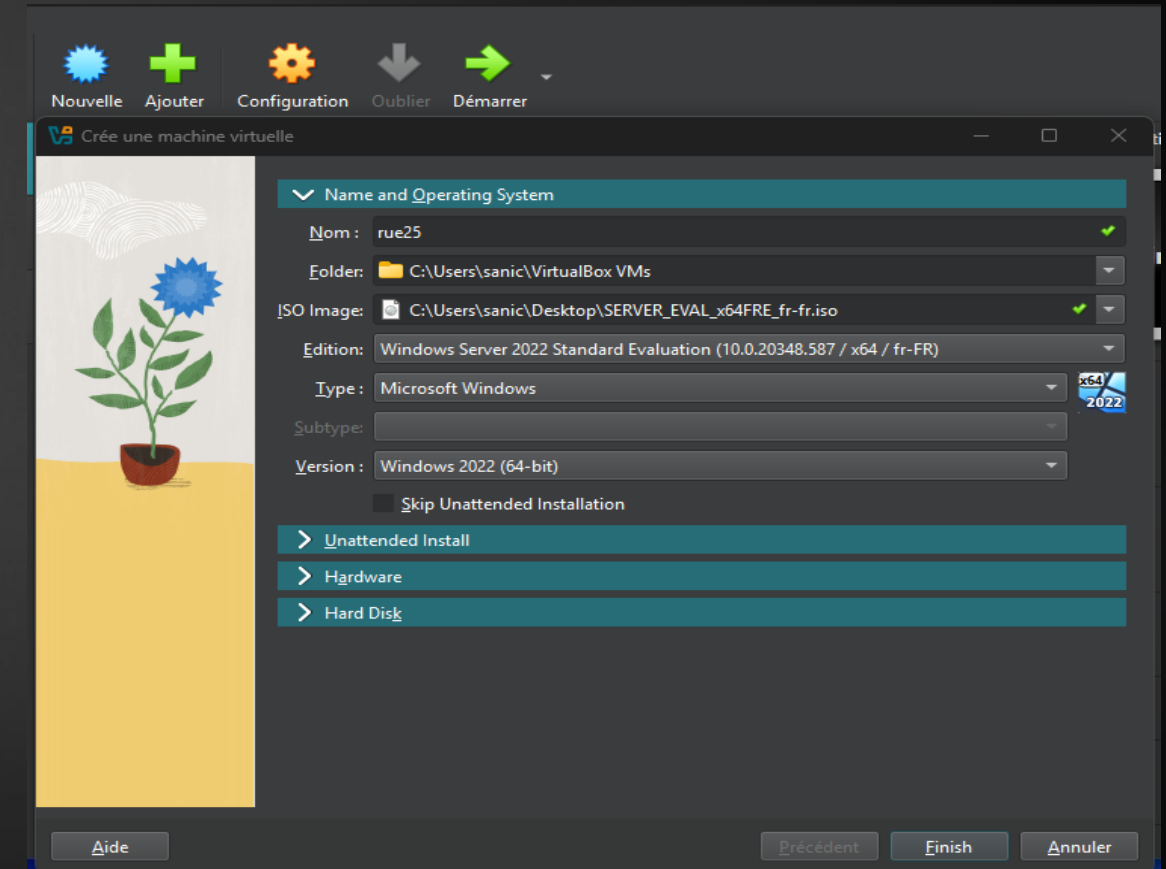 Nouvelle Ajouter Configuration Oublier Démarrer
Crée une machine virtuelle
Name and Operating System
Nom : rue25
Folder: C:\Users\sanic\VirtualBox VMs
ISO Image: C:\Users\sanic\Desktop\SERVER_EVAL_x64FRE_fr-fr.iso
Edition: Windows Server 2022 Standard Evaluation (10.0.20348.587 / x64 / fr-FR)
Type : Microsoft Windows
x64
2022
Subtype:
Version : Windows 2022 (64-bit)
Skip Unattended Installation
Unattended Install
Hardware
Hard Disk
Aide Précédent Finish Annuler